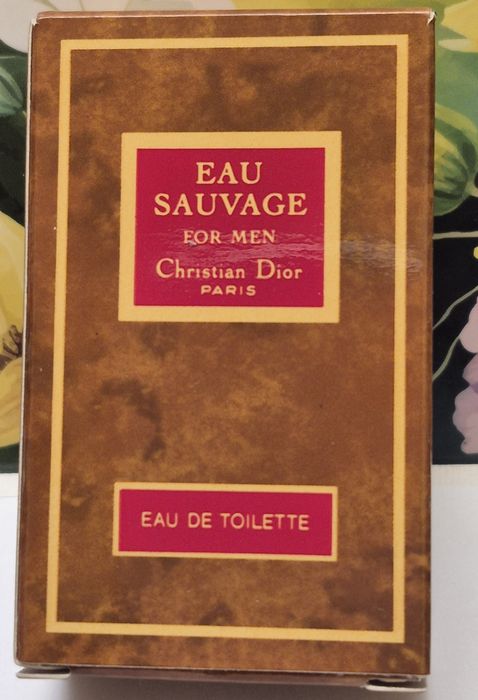 EAU
SAUVAGE
FOR MEN
Christian Dior
PARIS
EAU DE TOILETTE